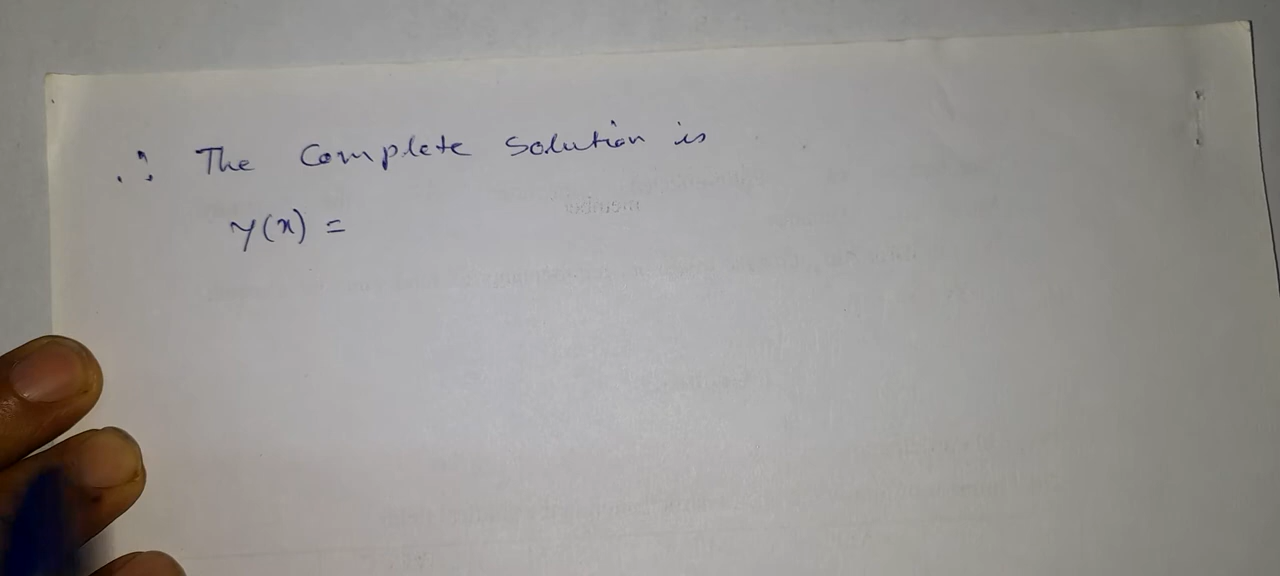 ∴ The Complete Solution is
y(x) =